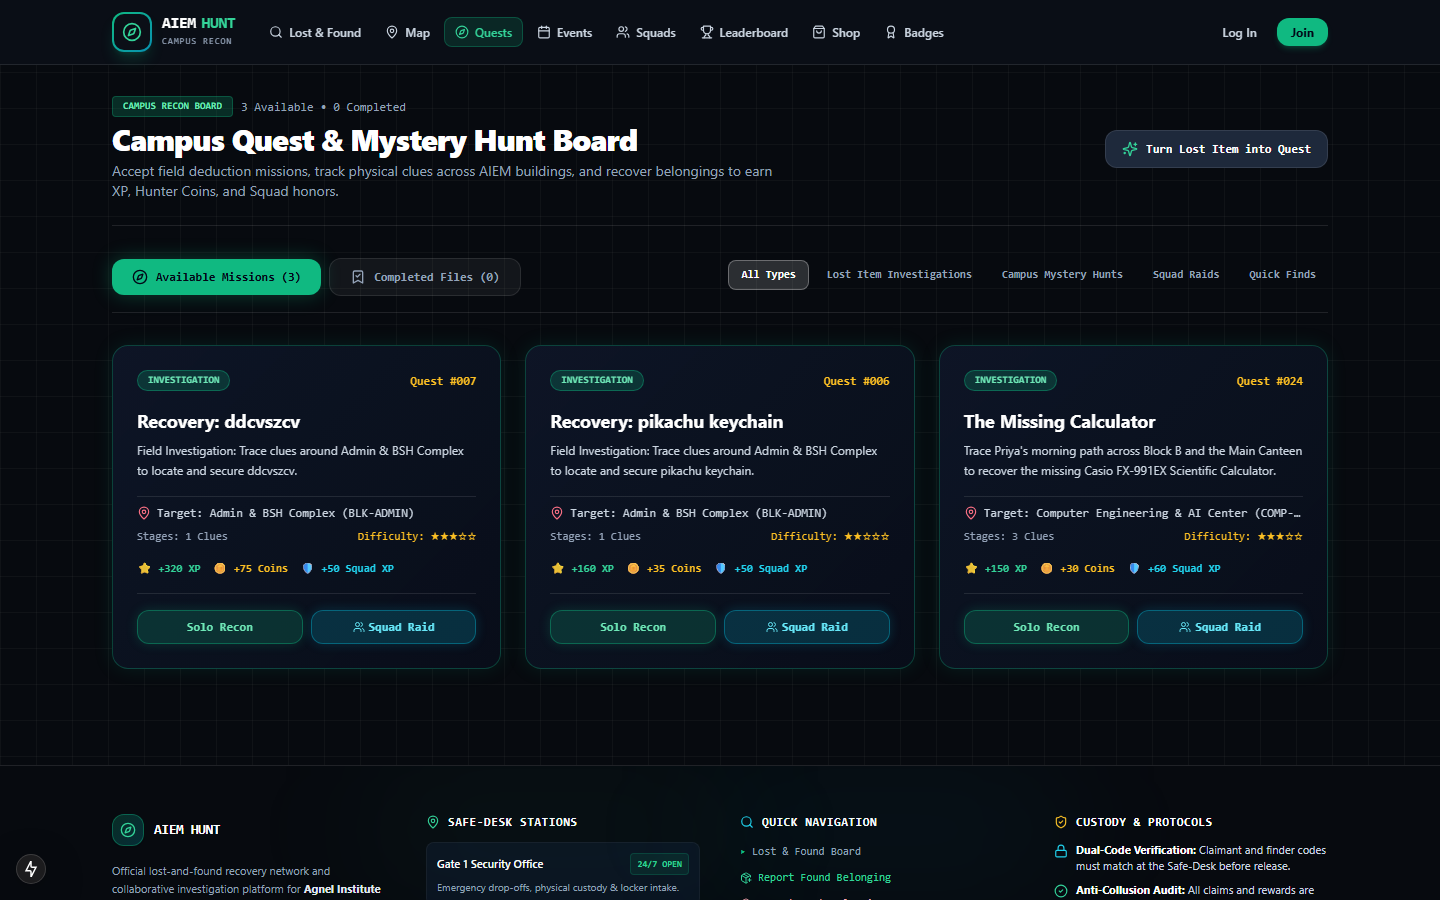 AIEM HUNT
CAMPUS RECON
Lost & Found
Map
Quests
Events
Squads
Leaderboard
Shop
Badges
Log In
Join
CAMPUS RECON BOARD
3 Available • 0 Completed
Campus Quest & Mystery Hunt Board
Accept field deduction missions, track physical clues across AIEM buildings, and recover belongings to earn
XP, Hunter Coins, and Squad honors.
Turn Lost Item into Quest
Available Missions (3)
Completed Files (0)
All Types
Lost Item Investigations
Campus Mystery Hunts
Squad Raids
Quick Finds
INVESTIGATION
Quest #007
Recovery: ddcvszcv
Field Investigation: Trace clues around Admin & BSH Complex
to locate and secure ddcvszcv.
Target: Admin & BSH Complex (BLK-ADMIN)
Stages: 1 Clues
Difficulty: ★★★☆☆
+320 XP
+75 Coins
+50 Squad XP
Solo Recon
Squad Raid
INVESTIGATION
Quest #006
Recovery: pikachu keychain
Field Investigation: Trace clues around Admin & BSH Complex
to locate and secure pikachu keychain.
Target: Admin & BSH Complex (BLK-ADMIN)
Stages: 1 Clues
Difficulty: ★★☆☆☆
+160 XP
+35 Coins
+50 Squad XP
Solo Recon
Squad Raid
INVESTIGATION
Quest #024
The Missing Calculator
Trace Priya's morning path across Block B and the Main Canteen
to recover the missing Casio FX-991EX Scientific Calculator.
Target: Computer Engineering & AI Center (COMP-…
Stages: 3 Clues
Difficulty: ★★★☆☆
+150 XP
+30 Coins
+60 Squad XP
Solo Recon
Squad Raid
AIEM HUNT
Official lost-and-found recovery network and
collaborative investigation platform for Agnel Institute
SAFE-DESK STATIONS
Gate 1 Security Office
24/7 OPEN
Emergency drop-offs, physical custody & locker intake.
QUICK NAVIGATION
Lost & Found Board
Report Found Belonging
CUSTODY & PROTOCOLS
Dual-Code Verification: Claimant and finder codes
must match at the Safe-Desk before release.
Anti-Collusion Audit: All claims and rewards are